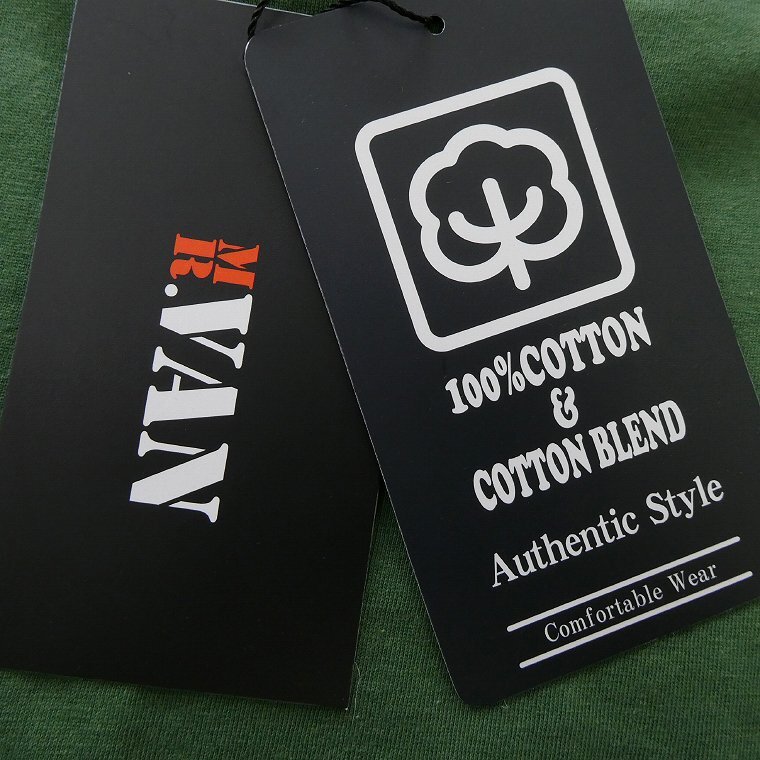 MR.VAN
100%COTTON
&
COTTON BLEND
Authentic Style
Comfortable Wear